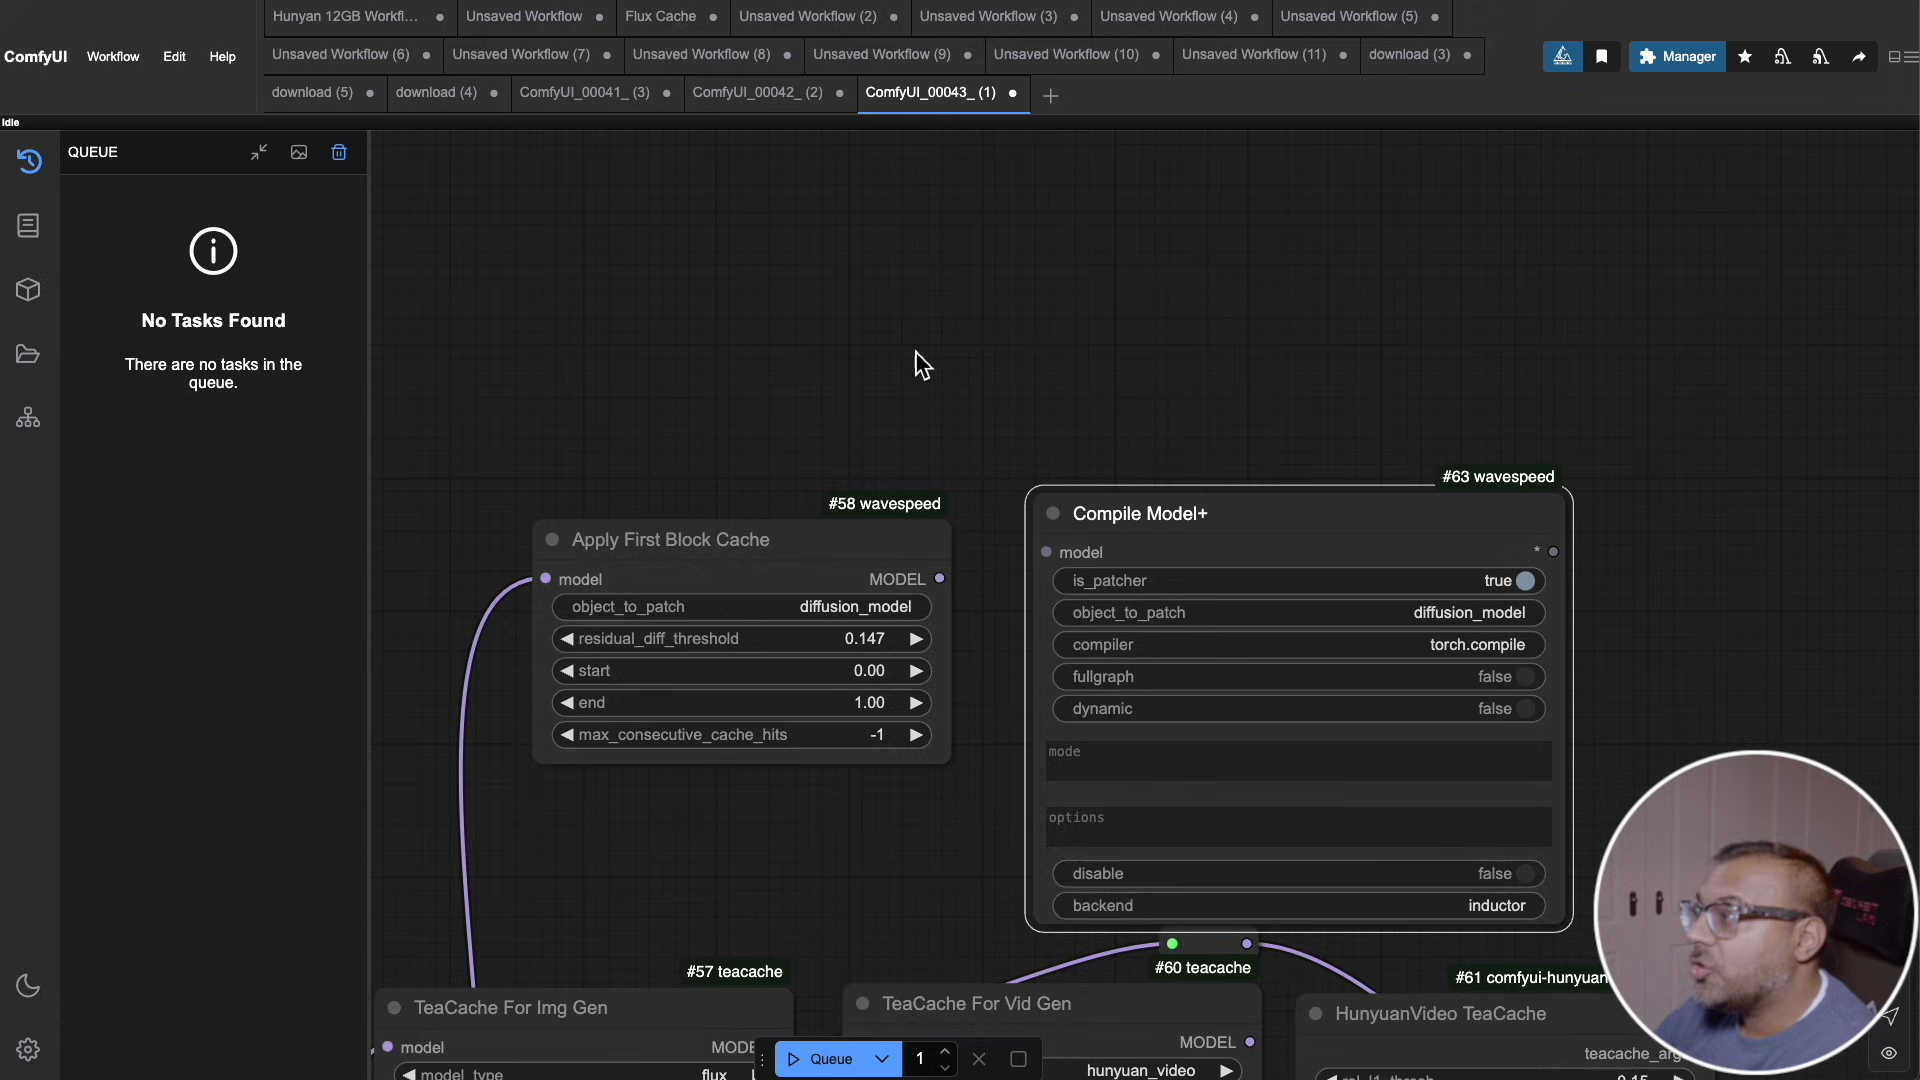 Hunyan 12GB Workfl...
Unsaved Workflow
Flux Cache
Unsaved Workflow (2)
Unsaved Workflow (3)
Unsaved Workflow (4)
Unsaved Workflow (5)
ComfyUI
Workflow
Edit
Help
Unsaved Workflow (6)
Unsaved Workflow (7)
Unsaved Workflow (8)
Unsaved Workflow (9)
Unsaved Workflow (10)
Unsaved Workflow (11)
download (3)
Manager
download (5)
download (4)
ComfyUI_00041_ (3)
ComfyUI_00042_ (2)
ComfyUI_00043_ (1)
Idle
QUEUE
No Tasks Found
There are no tasks in the
queue.
#58 wavespeed
Apply First Block Cache
model MODEL
object_to_patch diffusion_model
residual_diff_threshold 0.147
start 0.00
end 1.00
max_consecutive_cache_hits -1
#63 wavespeed
Compile Model+
model *
is_patcher true
object_to_patch diffusion_model
compiler torch.compile
fullgraph false
dynamic false
mode
options
disable false
backend inductor
#57 teacache
TeaCache For Img Gen
model
model_type flux
#60 teacache
TeaCache For Vid Gen
MODEL
hunyuan_video
#61 comfyui-hunyuan
HunyuanVideo TeaCache
Queue 1